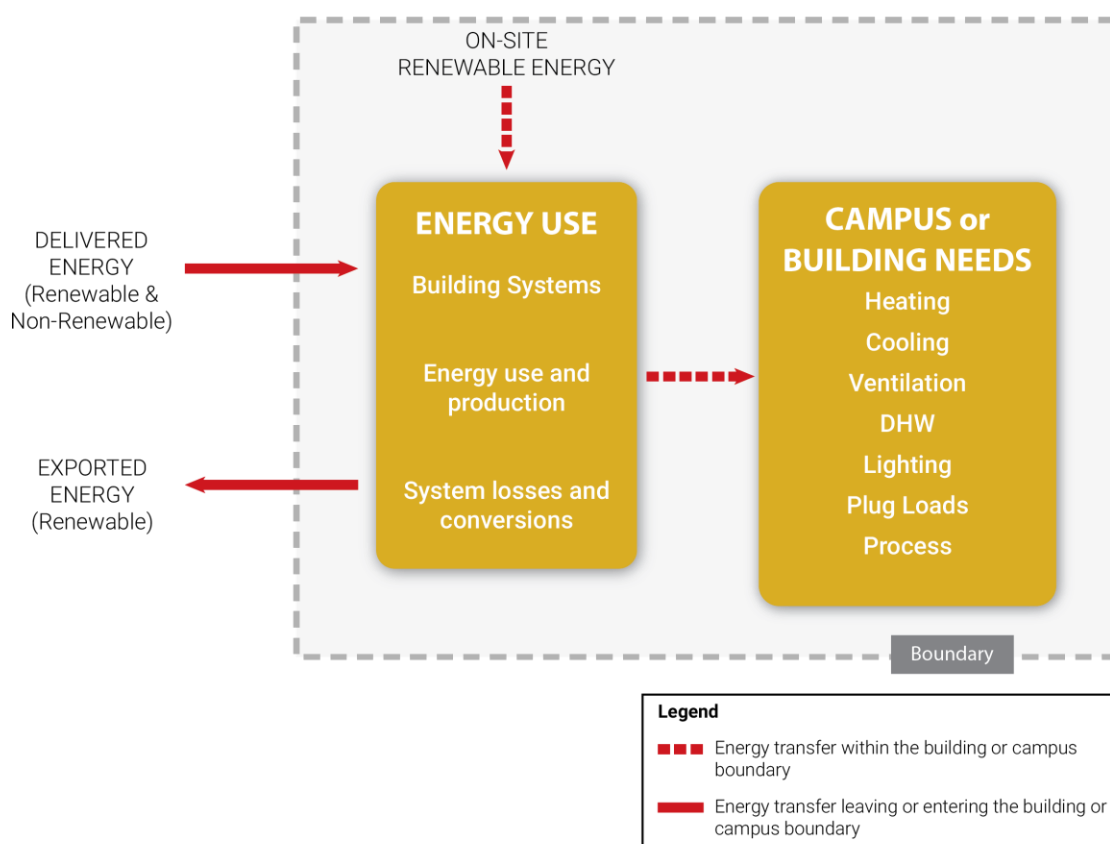 ON-SITE
RENEWABLE ENERGY
DELIVERED
ENERGY
(Renewable &
Non-Renewable)
EXPORTED
ENERGY
(Renewable)
ENERGY USE
Building Systems
Energy use and
production
System losses and
conversions
CAMPUS or
BUILDING NEEDS
Heating
Cooling
Ventilation
DHW
Lighting
Plug Loads
Process
Boundary
Legend
Energy transfer within the building or campus
boundary
Energy transfer leaving or entering the building or
campus boundary